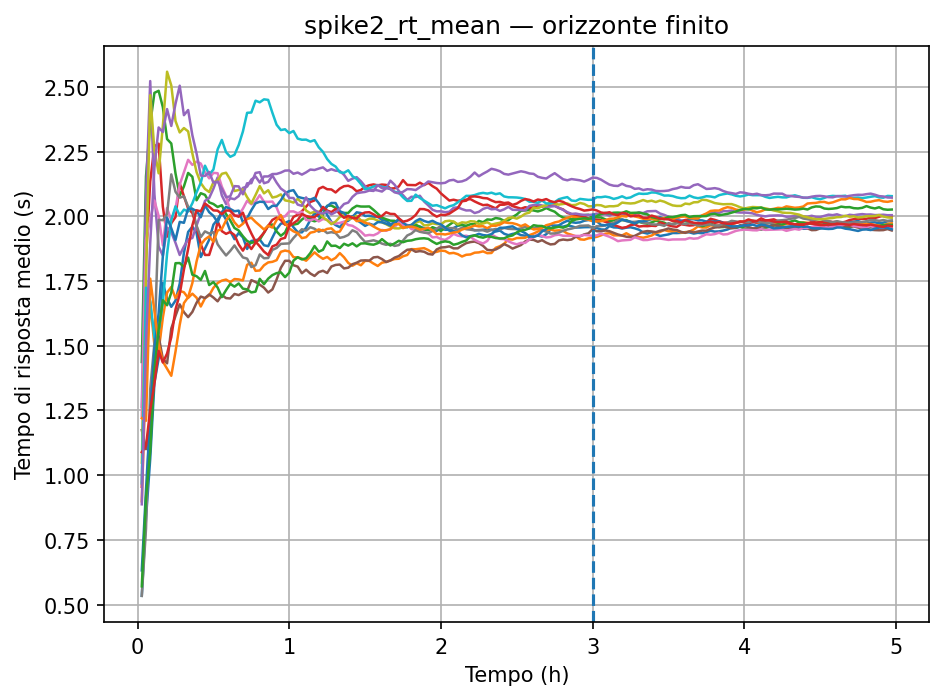 spike2_rt_mean — orizzonte finito
Tempo di risposta medio (s)
2.50
2.25
2.00
1.75
1.50
1.25
1.00
0.75
0.50
0 1 2 3 4 5
Tempo (h)